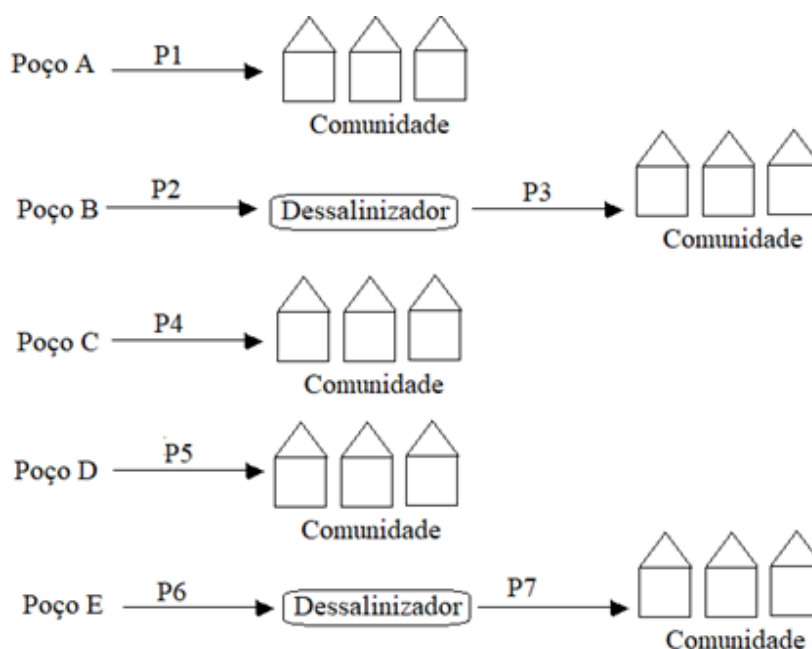 Poço A
P1
Comunidade
Poço B
P2
Dessalinizador
P3
Comunidade
Poço C
P4
Comunidade
Poço D
P5
Comunidade
Poço E
P6
Dessalinizador
P7
Comunidade